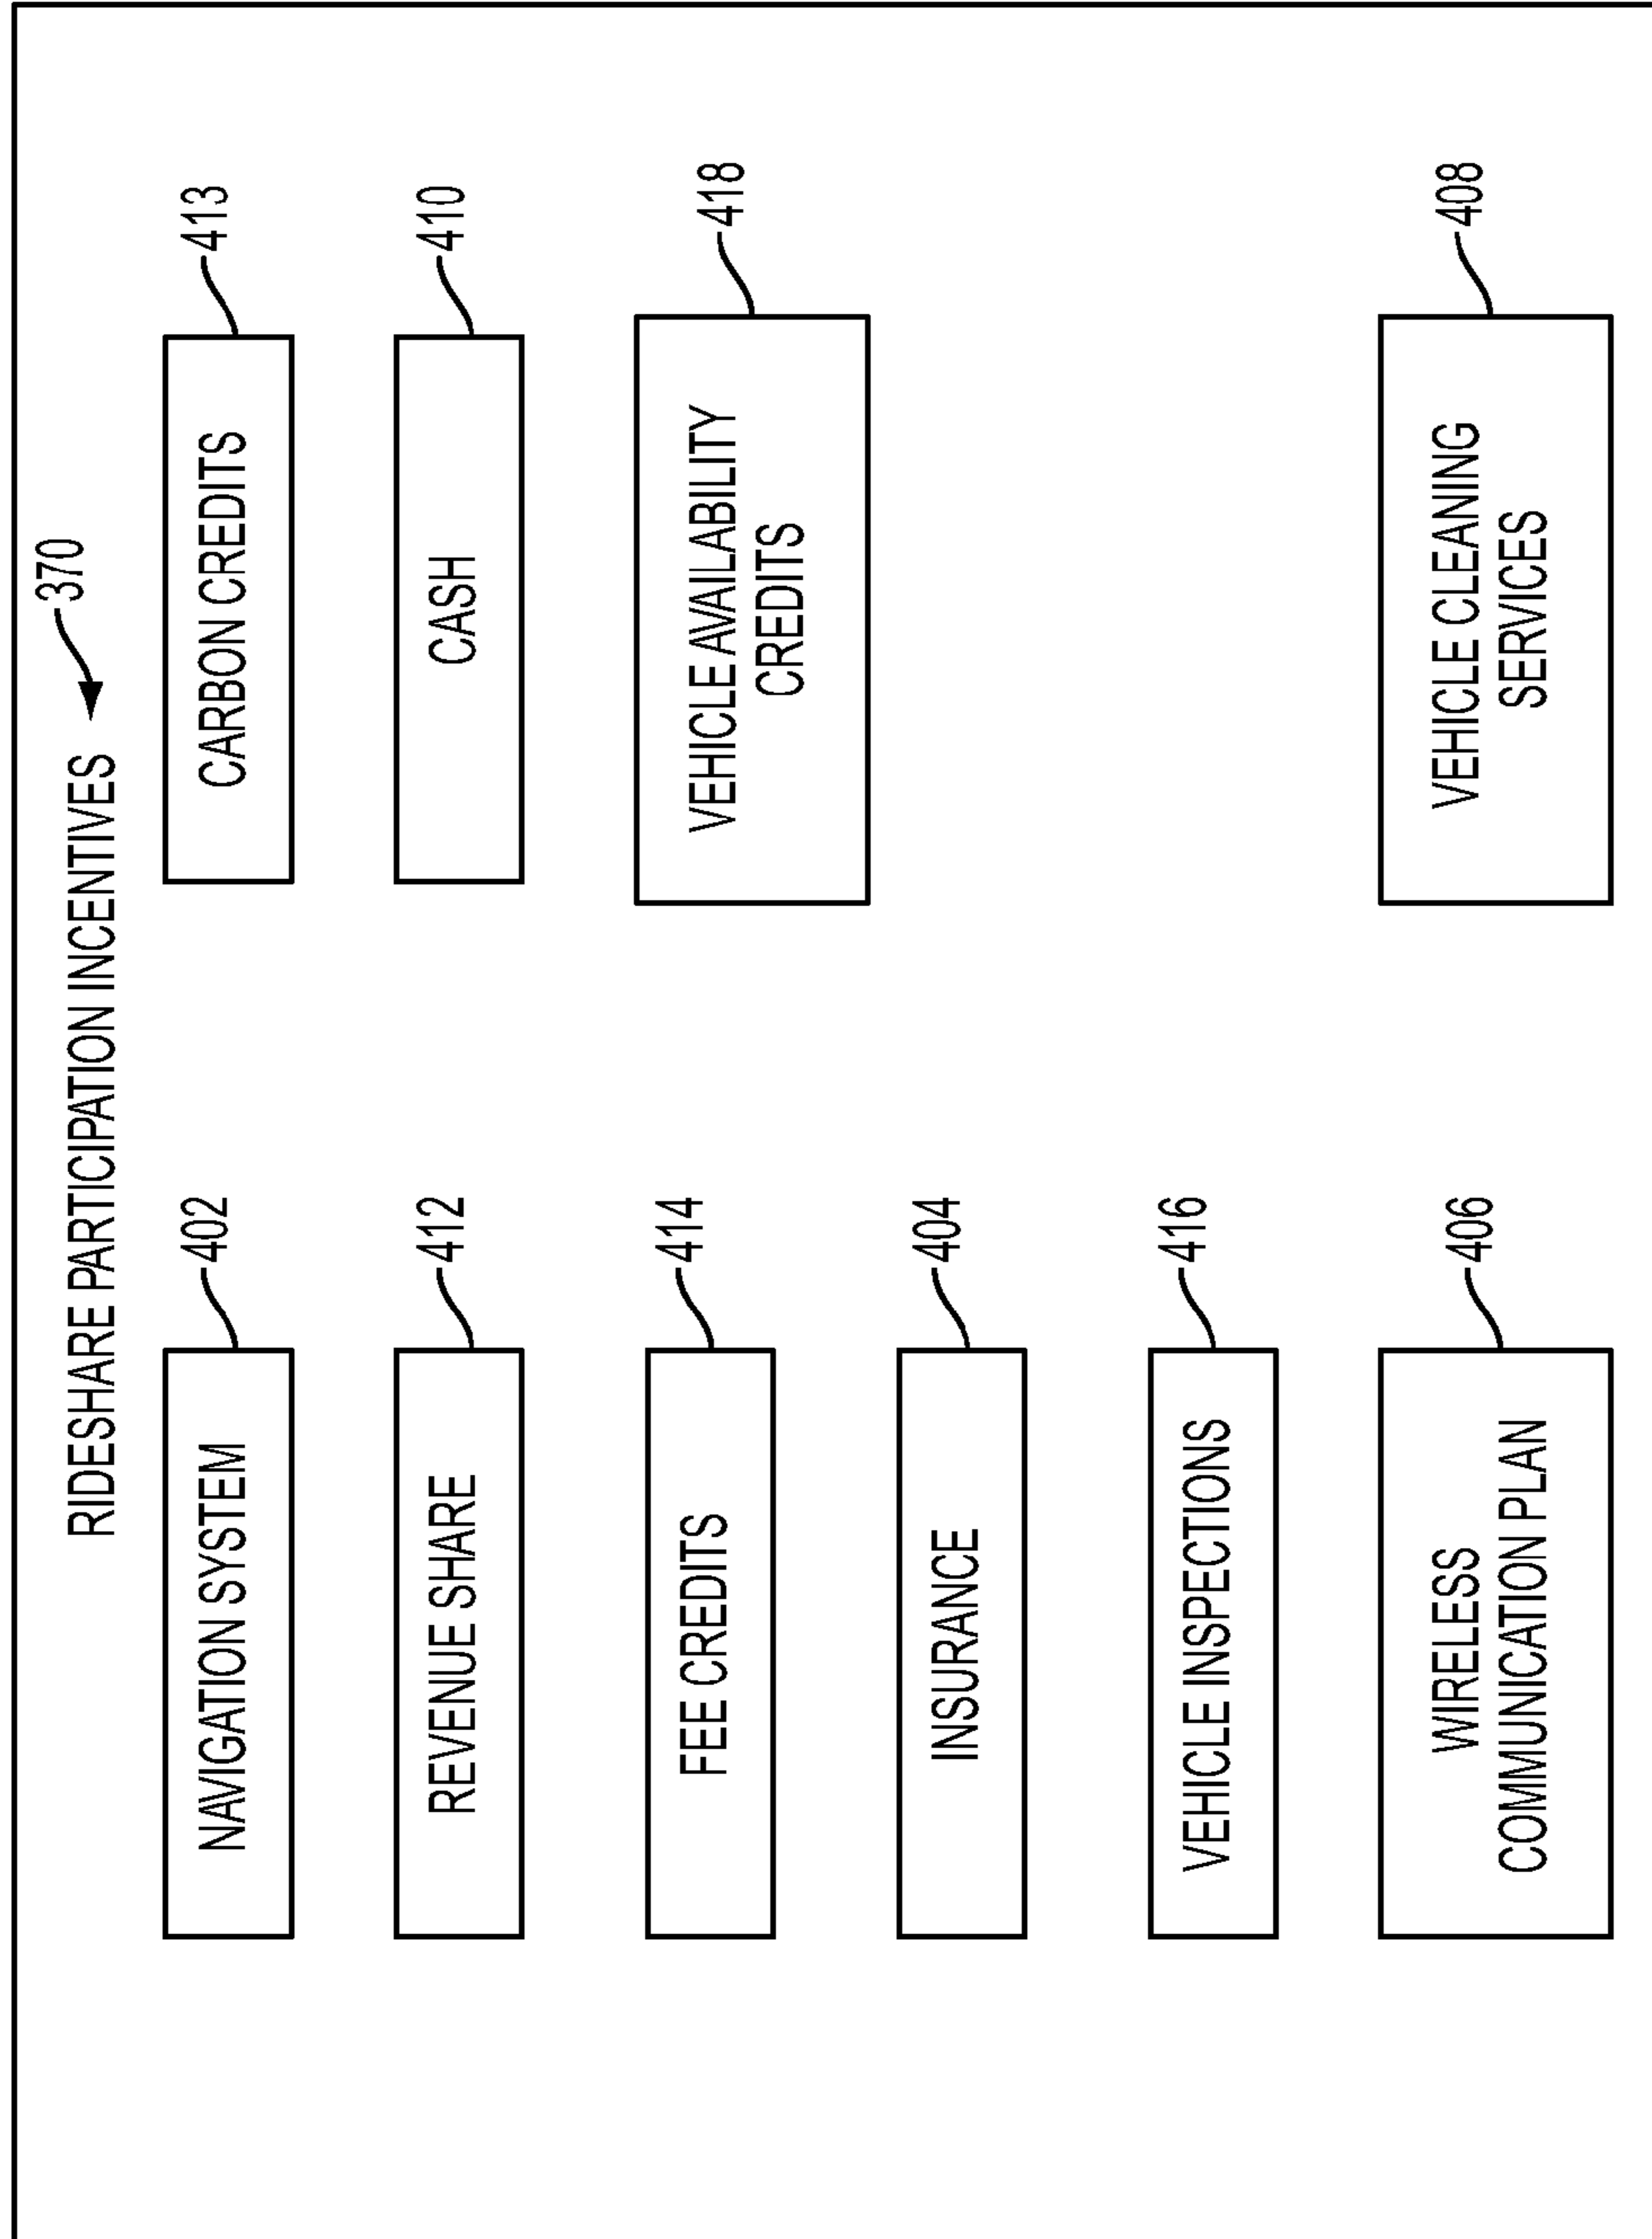 RIDESHARE PARTICIPATION INCENTIVES
370
NAVIGATION SYSTEM
402
CARBON CREDITS
413
REVENUE SHARE
412
CASH
410
FEE CREDITS
414
VEHICLE AVAILABILITY
CREDITS
418
INSURANCE
404
VEHICLE INSPECTIONS
416
WIRELESS
COMMUNICATION PLAN
406
VEHICLE CLEANING
SERVICES
408